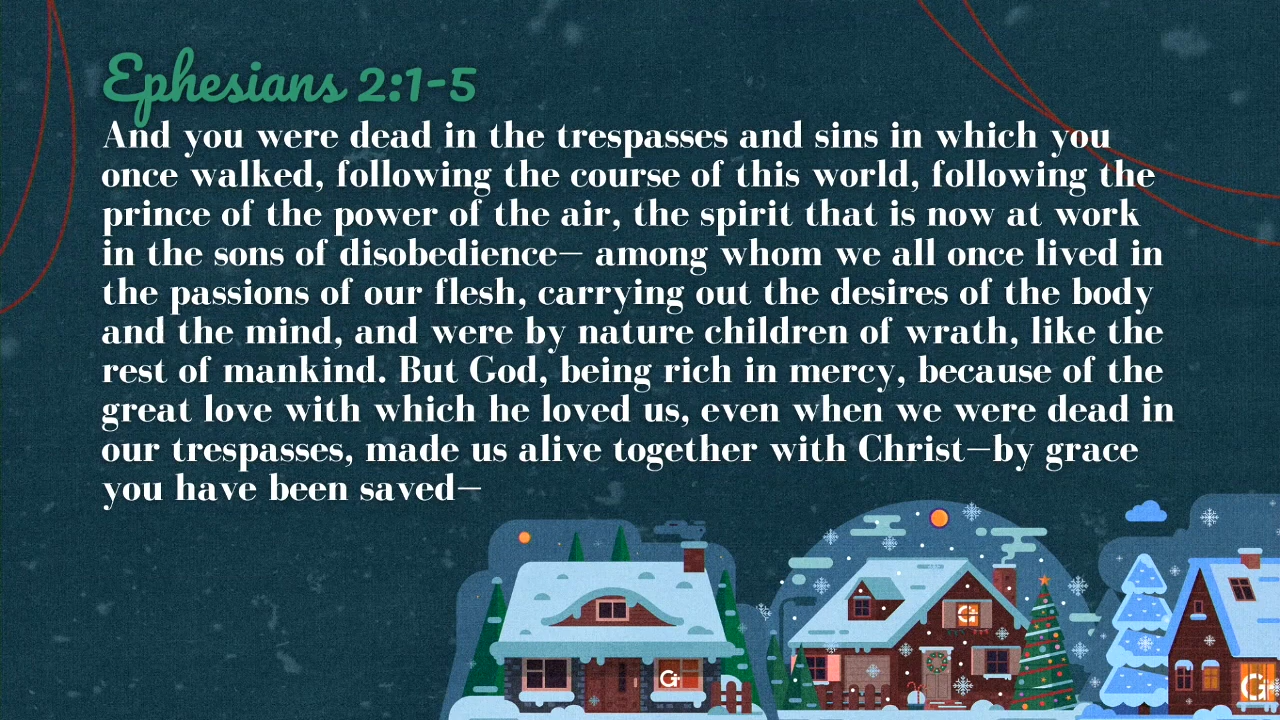 Ephesians 2:1-5
And you were dead in the trespasses and sins in which you
once walked, following the course of this world, following the
prince of the power of the air, the spirit that is now at work
in the sons of disobedience— among whom we all once lived in
the passions of our flesh, carrying out the desires of the body
and the mind, and were by nature children of wrath, like the
rest of mankind. But God, being rich in mercy, because of the
great love with which he loved us, even when we were dead in
our trespasses, made us alive together with Christ—by grace
you have been saved—